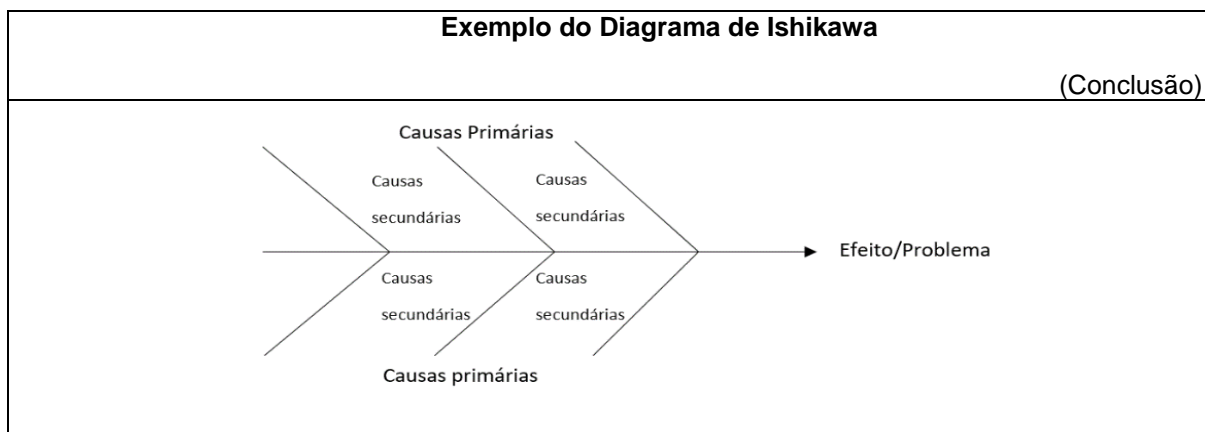 Exemplo do Diagrama de Ishikawa
(Conclusão)
Causas Primárias
Causas
secundárias
Causas
secundárias
Efeito/Problema
Causas
secundárias
Causas
secundárias
Causas primárias